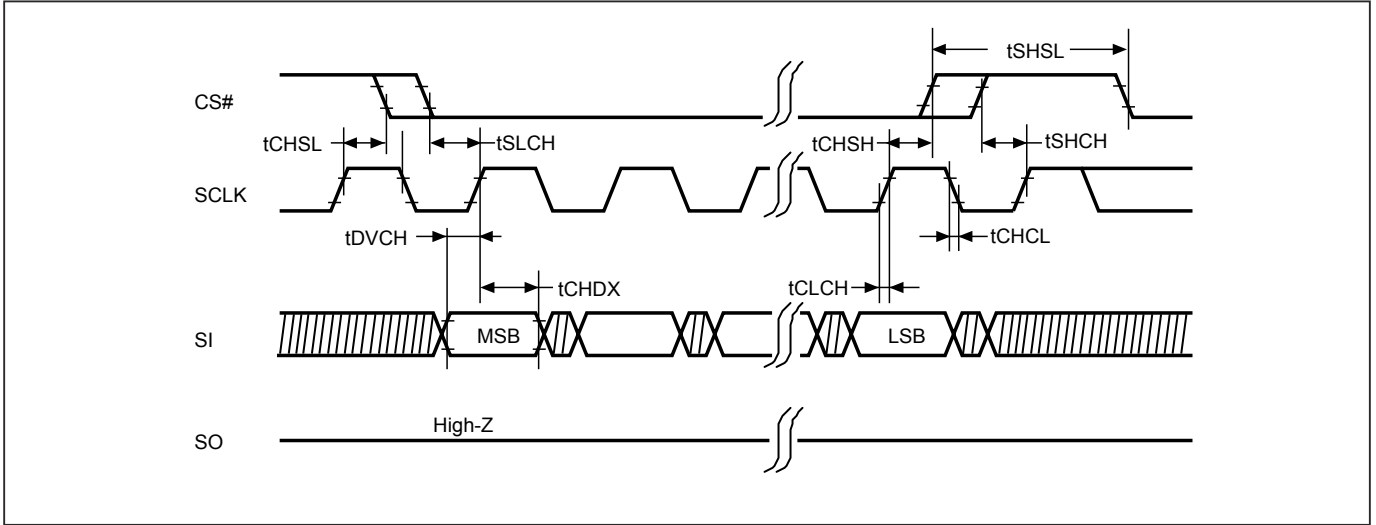 tSHSL
CS#
tCHSL
tSLCH
tCHSH
tSHCH
SCLK
tDVCH
tCHCL
tCHDX
tCLCH
SI
MSB
LSB
High-Z
SO